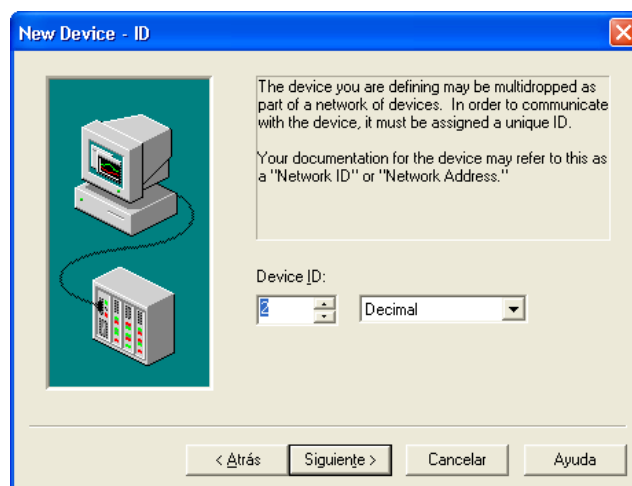 New Device - ID
The device you are defining may be multidropped as
part of a network of devices. In order to communicate
with the device, it must be assigned a unique ID.
Your documentation for the device may refer to this as
a "Network ID" or "Network Address."
Device ID:
2 Decimal
< Atrás Siguiente > Cancelar Ayuda